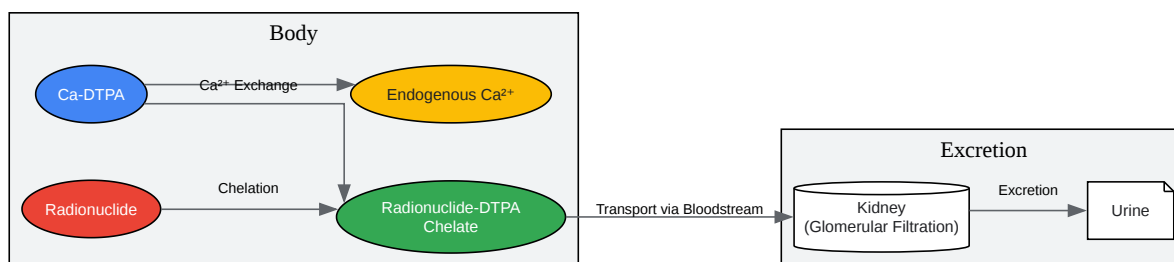 Body
Ca-DTPA
Ca²⁺ Exchange
Endogenous Ca²⁺
Radionuclide
Chelation
Radionuclide-DTPA
Chelate
Transport via Bloodstream
Excretion
Kidney
(Glomerular Filtration)
Excretion
Urine